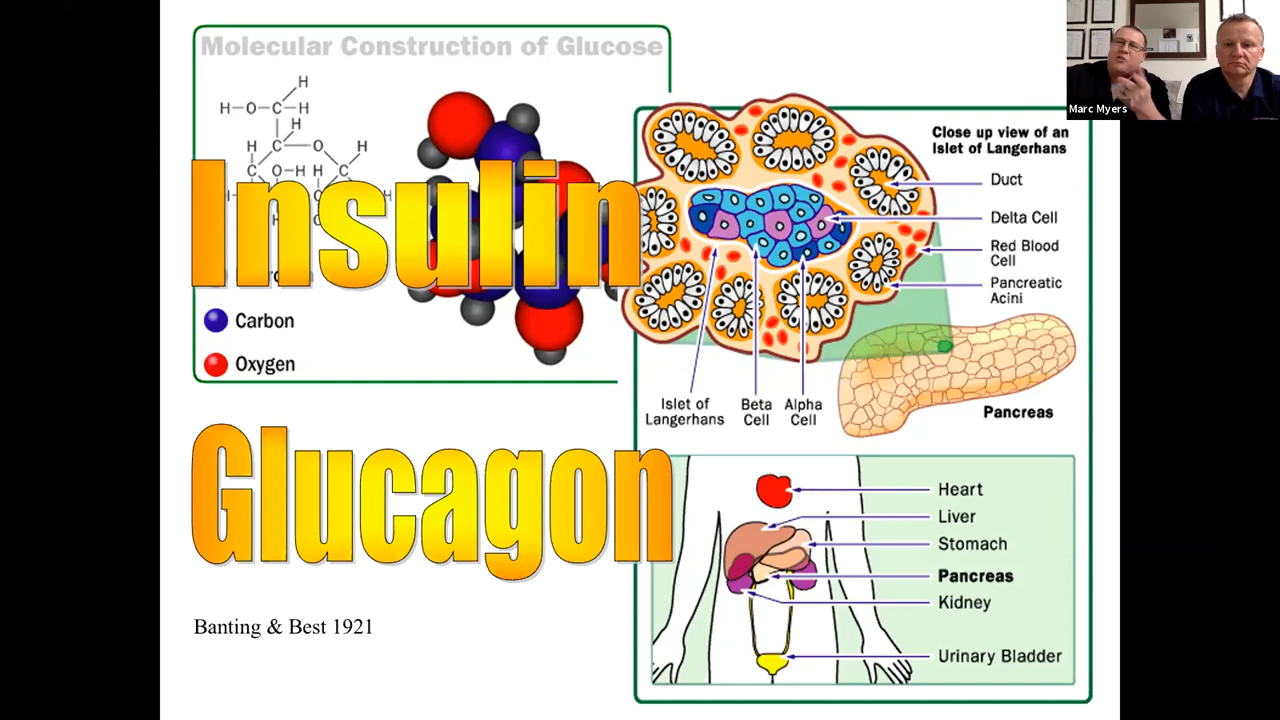 Molecular Construction of Glucose
H
H
O
C
H
H
H
C
O
H
H
C
O
H
H
C
H
H
Insulin
Carbon
Oxygen
Glucagon
Banting & Best 1921
Close up view of an
Islet of Langerhans
Duct
Delta Cell
Red Blood
Cell
Pancreatic
Acini
Islet of
Langerhans
Beta
Cell
Alpha
Cell
Pancreas
Heart
Liver
Stomach
Pancreas
Kidney
Urinary Bladder
Marc Myers